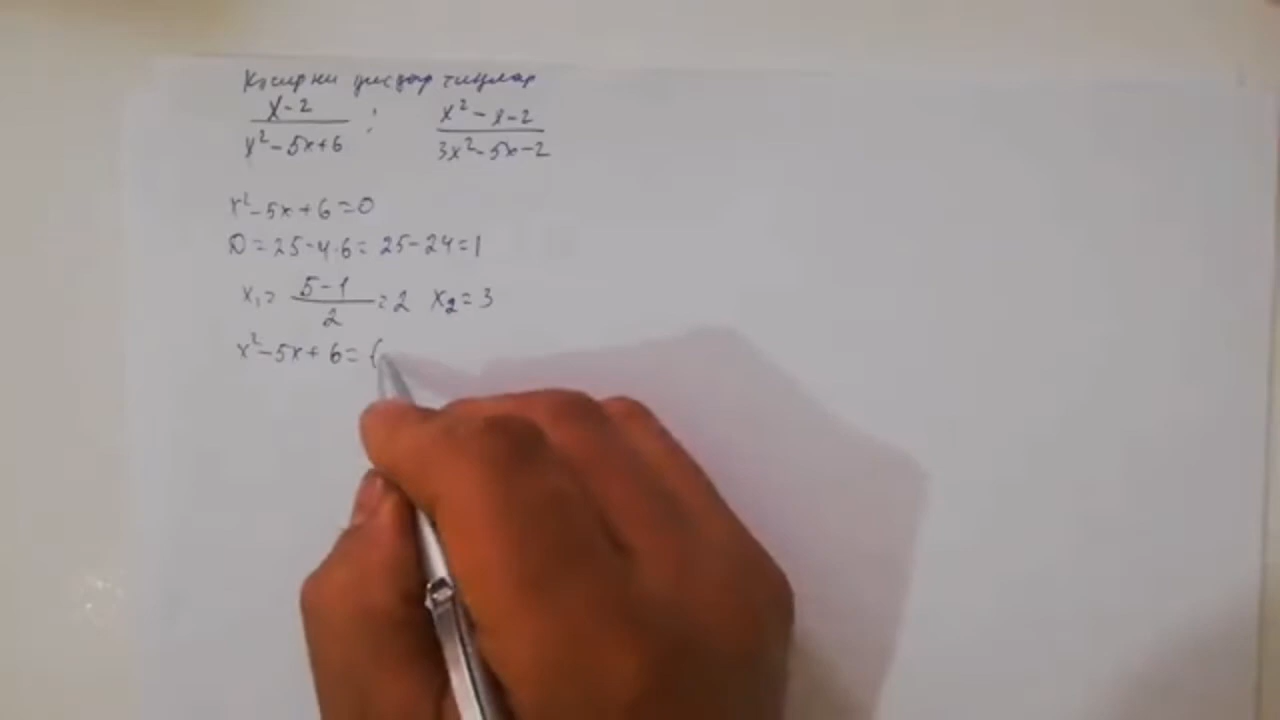 x-2 / x²-5x+6 ; x²-x-2 / 3x²-5x-2
x²-5x+6=0
D=25-4·6=25-24=1
x₁= 5-1 / 2 =2 x₂=3
x²-5x+6=(